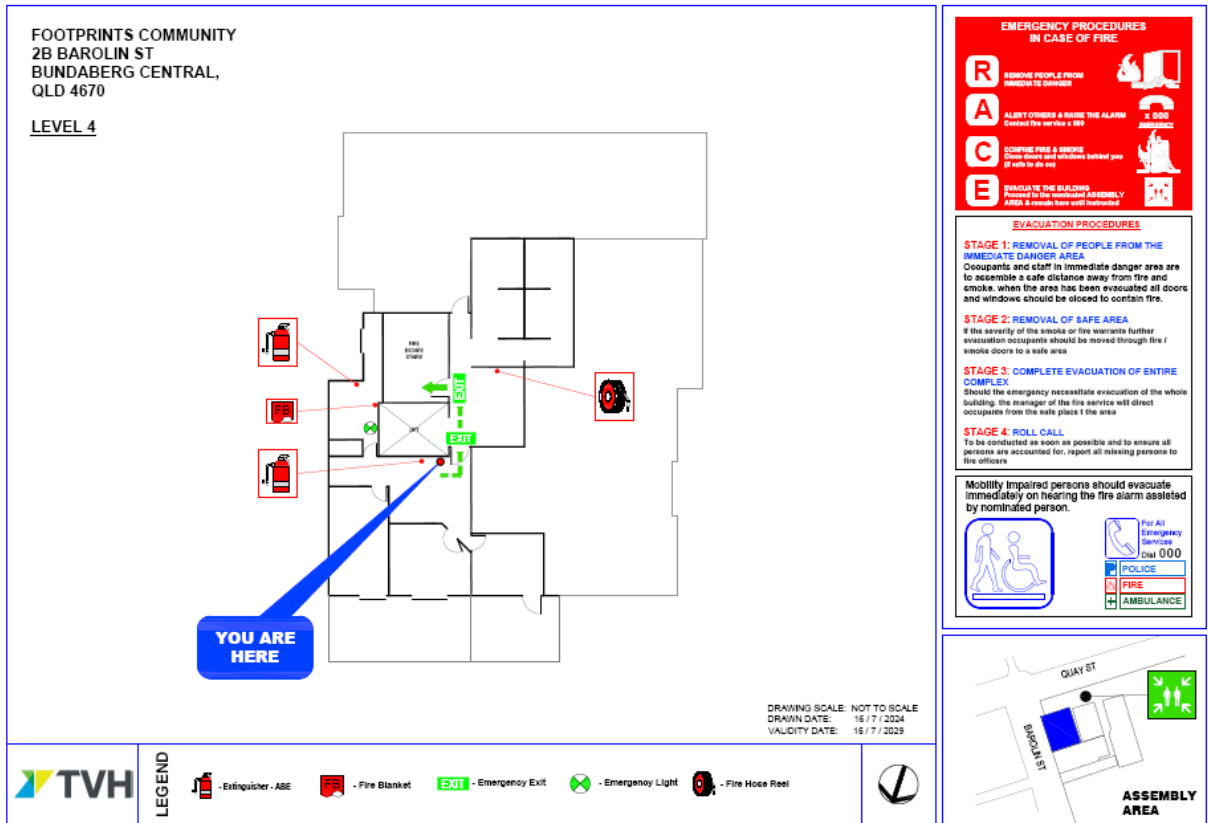 FOOTPRINTS COMMUNITY
2B BAROLIN ST
BUNDABERG CENTRAL,
QLD 4670
LEVEL 4
FIRE
ESCAPE
STAIRS
EXIT
FB
LIFT
EXIT
YOU ARE
HERE
DRAWING SCALE: NOT TO SCALE
DRAWN DATE: 16 / 7 / 2024
VALIDITY DATE: 16 / 7 / 2029
TVH
LEGEND
- Extinguisher - ABE
FB - Fire Blanket
EXIT - Emergency Exit
- Emergency Light
- Fire Hose Reel
EMERGENCY PROCEDURES
IN CASE OF FIRE
R REMOVE PEOPLE FROM
IMMEDIATE DANGER
A ALERT OTHERS & RAISE THE ALARM
Contact fire service x 000
x 000
EMERGENCY
C CONFINE FIRE & SMOKE
Close doors and windows behind you
(if safe to do so)
E EVACUATE THE BUILDING
Proceed to the nominated ASSEMBLY
AREA & remain here until instructed
EVACUATION PROCEDURES
STAGE 1: REMOVAL OF PEOPLE FROM THE
IMMEDIATE DANGER AREA
Occupants and staff in immediate danger area are
to assemble a safe distance away from fire and
smoke. when the area has been evacuated all doors
and windows should be closed to contain fire.
STAGE 2: REMOVAL OF SAFE AREA
If the severity of the smoke or fire warrants further
evacuation occupants should be moved through fire /
smoke doors to a safe area
STAGE 3: COMPLETE EVACUATION OF ENTIRE
COMPLEX
Should the emergency necessitate evacuation of the whole
building. the manager of the fire service will direct
occupants from the safe place t the area
STAGE 4: ROLL CALL
To be conducted as soon as possible and to ensure all
persons are accounted for. report all missing persons to
fire officers
Mobility Impaired persons should evacuate
immediately on hearing the fire alarm assisted
by nominated person.
For All
Emergency
Services
Dial 000
POLICE
FIRE
AMBULANCE
QUAY ST
BAROLIN ST
ASSEMBLY
AREA